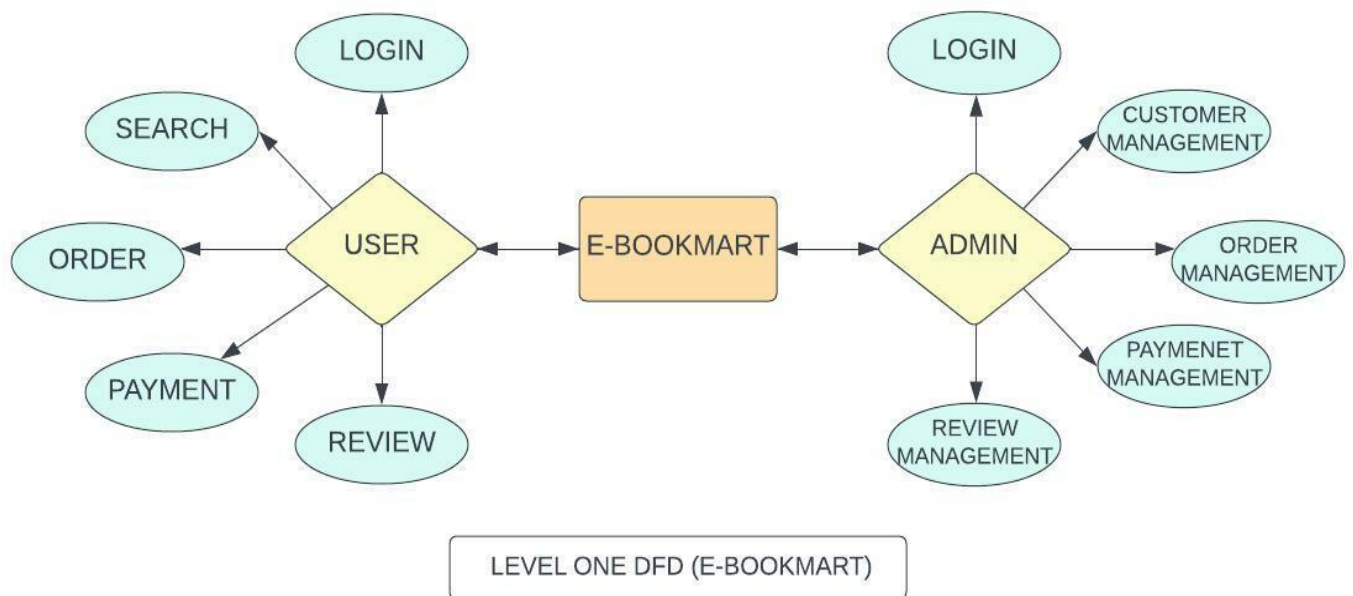 LOGIN
SEARCH
ORDER
USER
PAYMENT
REVIEW
E-BOOKMART
LOGIN
CUSTOMER
MANAGEMENT
ADMIN
ORDER
MANAGEMENT
PAYMENET
MANAGEMENT
REVIEW
MANAGEMENT
LEVEL ONE DFD (E-BOOKMART)